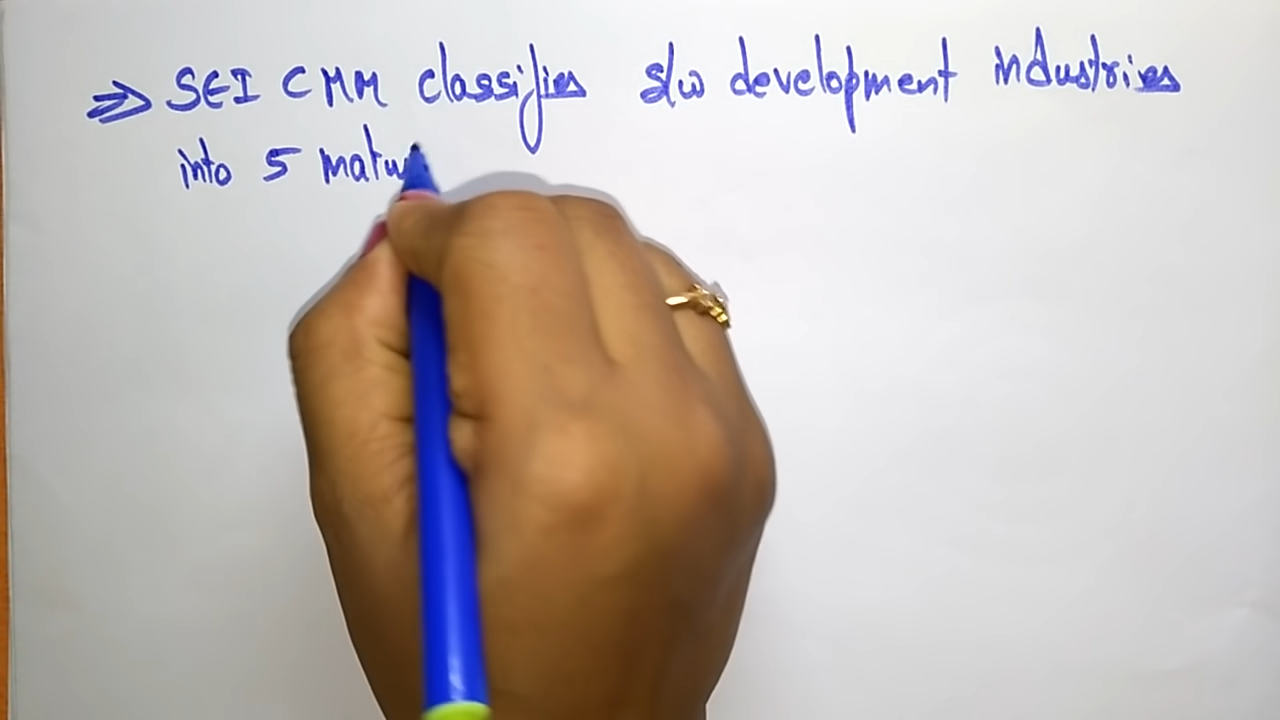 ⇒ SEI CMM classifies s/w development industries
into 5 matu